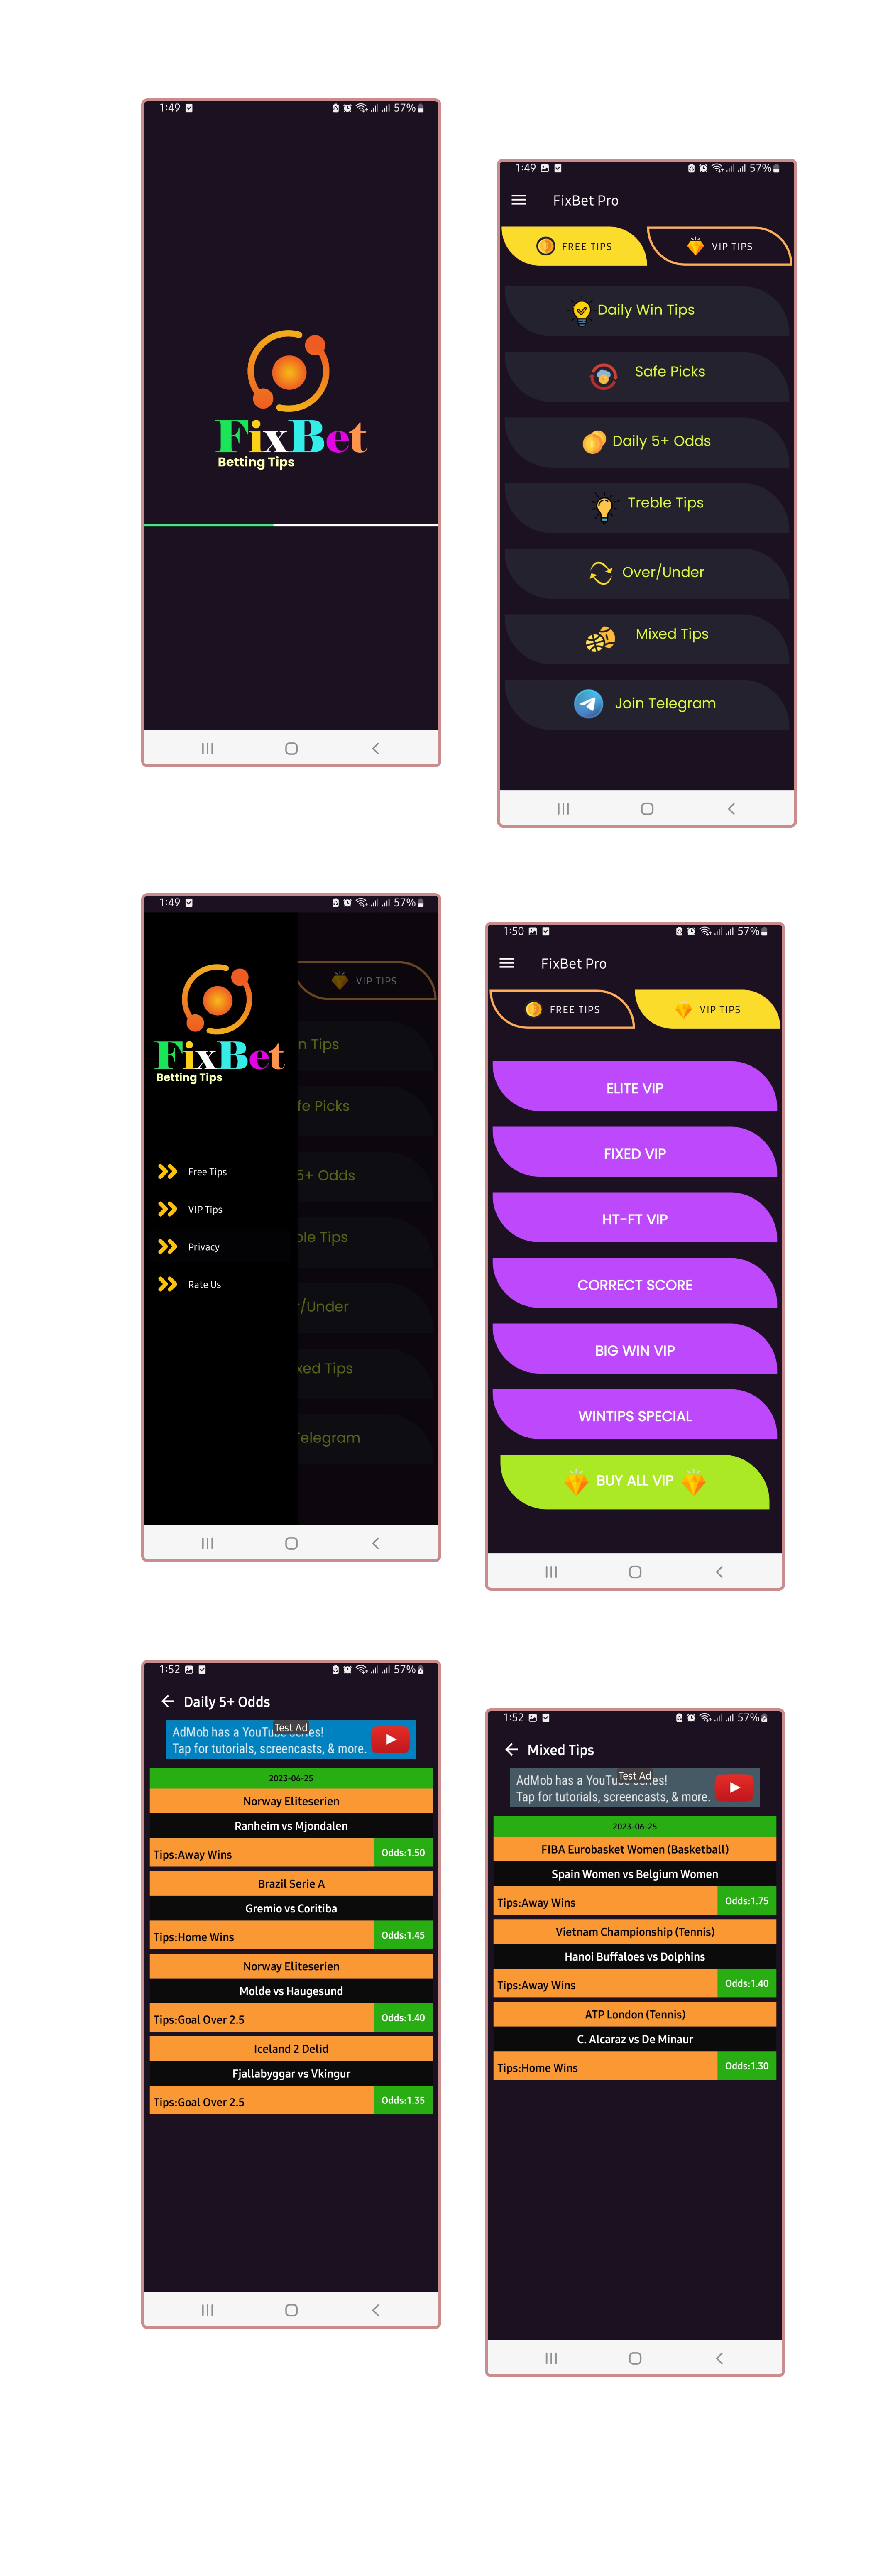 1:49
57%
FixBet
Betting Tips
1:49
57%
FixBet Pro
FREE TIPS
VIP TIPS
Daily Win Tips
Safe Picks
Daily 5+ Odds
Treble Tips
Over/Under
Mixed Tips
Join Telegram
1:49
57%
VIP TIPS
FixBet
Betting Tips
n Tips
fe Picks
5+ Odds
ble Tips
r/Under
xed Tips
Telegram
Free Tips
VIP Tips
Privacy
Rate Us
1:50
57%
FixBet Pro
FREE TIPS
VIP TIPS
ELITE VIP
FIXED VIP
HT-FT VIP
CORRECT SCORE
BIG WIN VIP
WINTIPS SPECIAL
BUY ALL VIP
1:52
57%
Daily 5+ Odds
Test Ad
AdMob has a YouTube series!
Tap for tutorials, screencasts, & more.
2023-06-25
Norway Eliteserien
Ranheim vs Mjondalen
Tips:Away Wins Odds:1.50
Brazil Serie A
Gremio vs Coritiba
Tips:Home Wins Odds:1.45
Norway Eliteserien
Molde vs Haugesund
Tips:Goal Over 2.5 Odds:1.40
Iceland 2 Delid
Fjallabyggar vs Vkingur
Tips:Goal Over 2.5 Odds:1.35
1:52
57%
Mixed Tips
Test Ad
AdMob has a YouTube series!
Tap for tutorials, screencasts, & more.
2023-06-25
FIBA Eurobasket Women (Basketball)
Spain Women vs Belgium Women
Tips:Away Wins Odds:1.75
Vietnam Championship (Tennis)
Hanoi Buffaloes vs Dolphins
Tips:Away Wins Odds:1.40
ATP London (Tennis)
C. Alcaraz vs De Minaur
Tips:Home Wins Odds:1.30